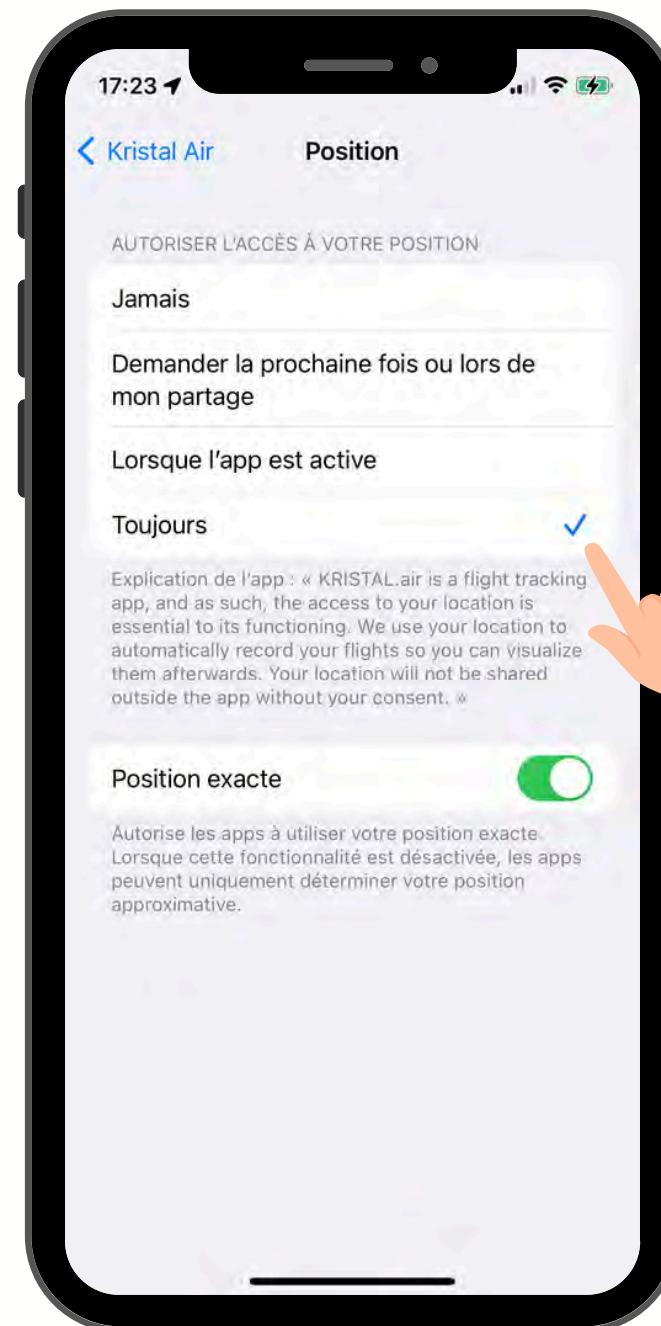 17:23
Kristal Air
Position
AUTORISER L'ACCÈS À VOTRE POSITION
Jamais
Demander la prochaine fois ou lors de
mon partage
Lorsque l'app est active
Toujours
Explication de l'app : « KRISTAL.air is a flight tracking
app, and as such, the access to your location is
essential to its functioning. We use your location to
automatically record your flights so you can visualize
them afterwards. Your location will not be shared
outside the app without your consent. »
Position exacte
Autorise les apps à utiliser votre position exacte.
Lorsque cette fonctionnalité est désactivée, les apps
peuvent uniquement déterminer votre position
approximative.